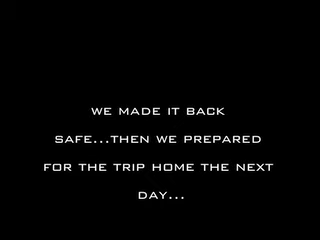 WE MADE IT BACK
SAFE...THEN WE PREPARED
FOR THE TRIP HOME THE NEXT
DAY...